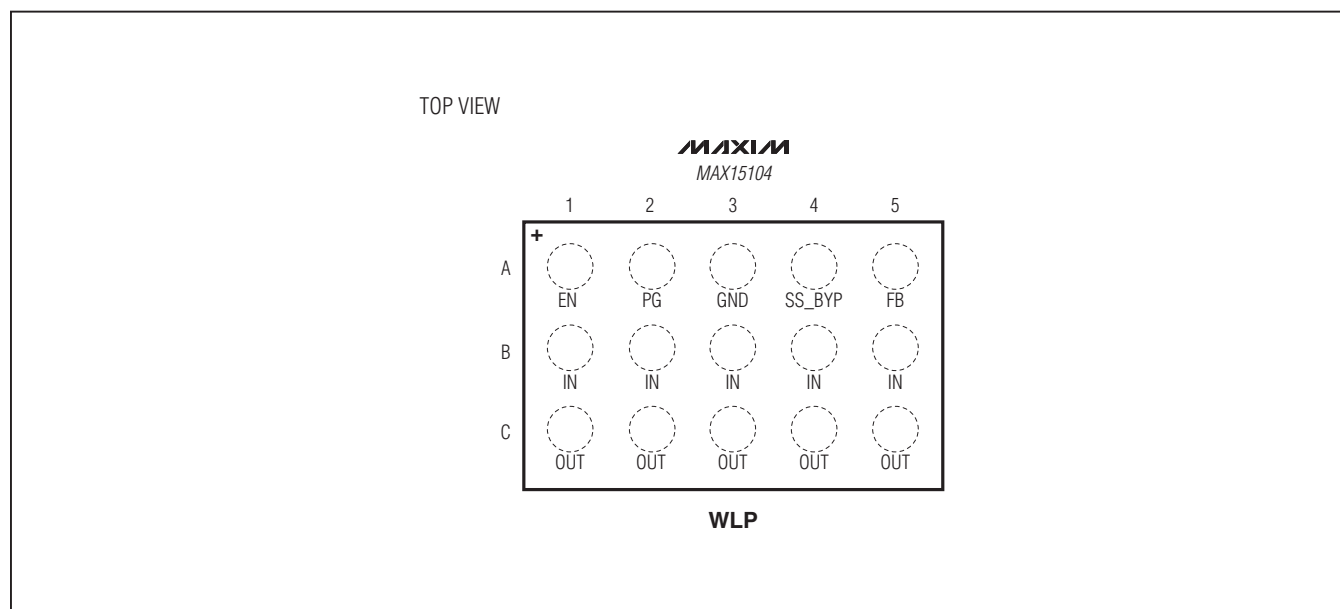 TOP VIEW
MAXIM
MAX15104
1 2 3 4 5
+
A
EN PG GND SS_BYP FB
B
IN IN IN IN IN
C
OUT OUT OUT OUT OUT
WLP